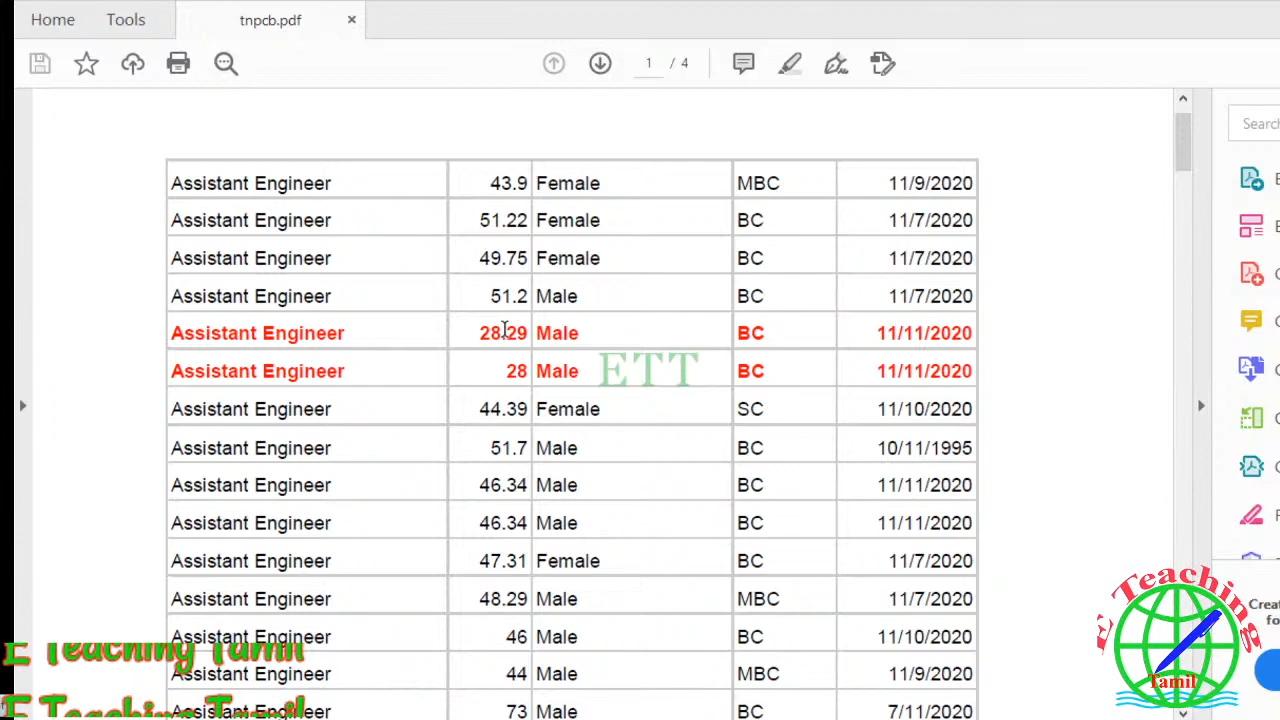 Home Tools tnpcb.pdf ×
1 / 4
Search
Assistant Engineer 43.9 Female MBC 11/9/2020
Assistant Engineer 51.22 Female BC 11/7/2020
Assistant Engineer 49.75 Female BC 11/7/2020
Assistant Engineer 51.2 Male BC 11/7/2020
Assistant Engineer 28.29 Male BC 11/11/2020
Assistant Engineer 28 Male BC 11/11/2020
ETT
Assistant Engineer 44.39 Female SC 11/10/2020
Assistant Engineer 51.7 Male BC 10/11/1995
Assistant Engineer 46.34 Male BC 11/11/2020
Assistant Engineer 46.34 Male BC 11/11/2020
Assistant Engineer 47.31 Female BC 11/7/2020
Assistant Engineer 48.29 Male MBC 11/7/2020
Assistant Engineer 46 Male BC 11/10/2020
Assistant Engineer 44 Male MBC 11/9/2020
Assistant Engineer 73 Male BC 7/11/2020
E Teaching Tamil
E Teaching Tamil
E Teaching
Tamil